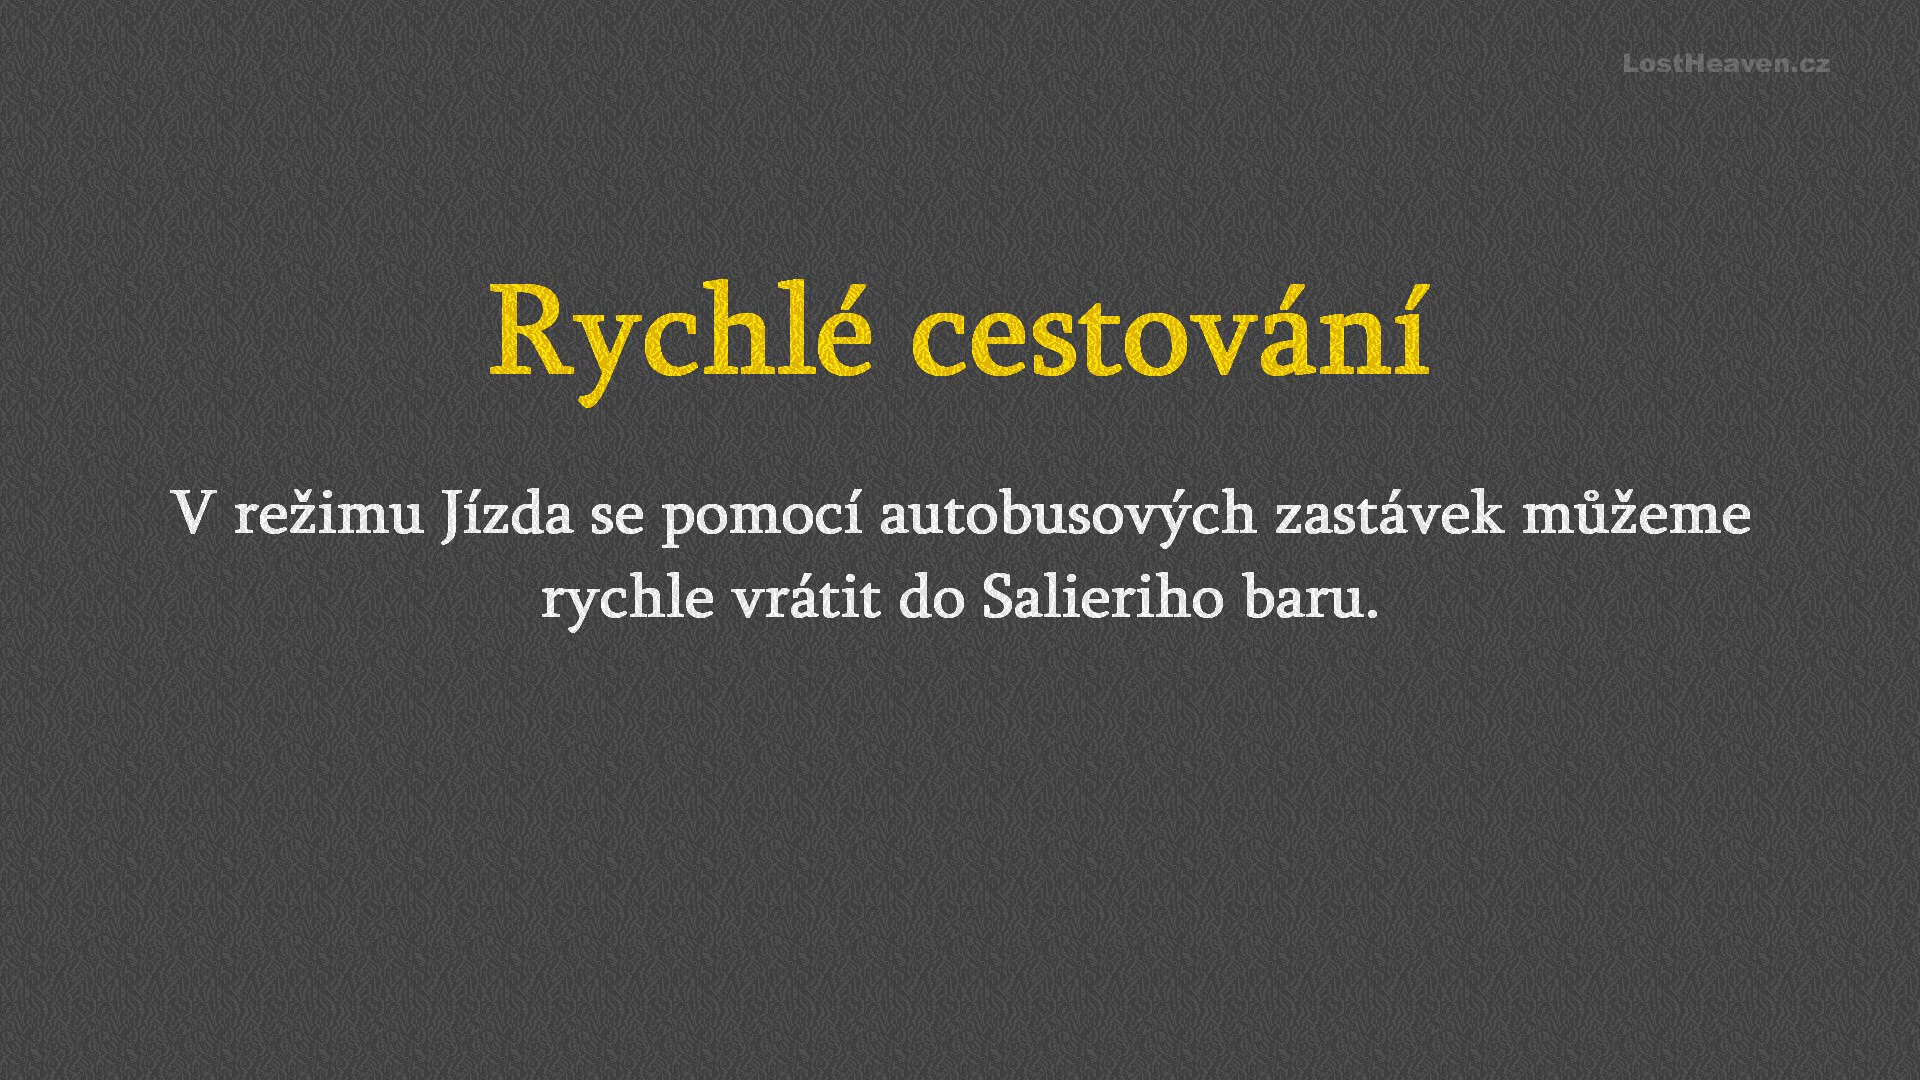 LostHeaven.cz
Rychlé cestování
V režimu Jízda se pomocí autobusových zastávek můžeme
rychle vrátit do Salieriho baru.